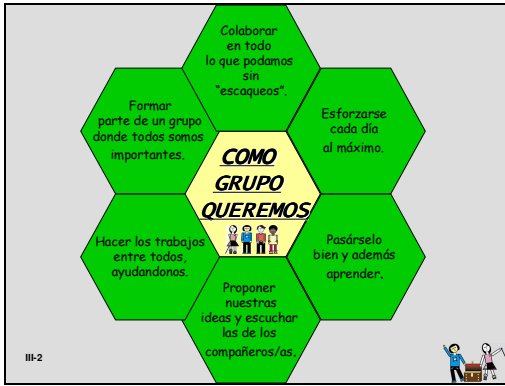 Colaborar
en todo
lo que podamos
sin
“escaqueos”.
Esforzarse
cada día
al máximo.
Pasárselo
bien y además
aprender.
Proponer
nuestras
ideas y escuchar
las de los
compañeros/as.
Hacer los trabajos
entre todos,
ayudandonos.
Formar
parte de un grupo
donde todos somos
importantes.
COMO
GRUPO
QUEREMOS
III-2